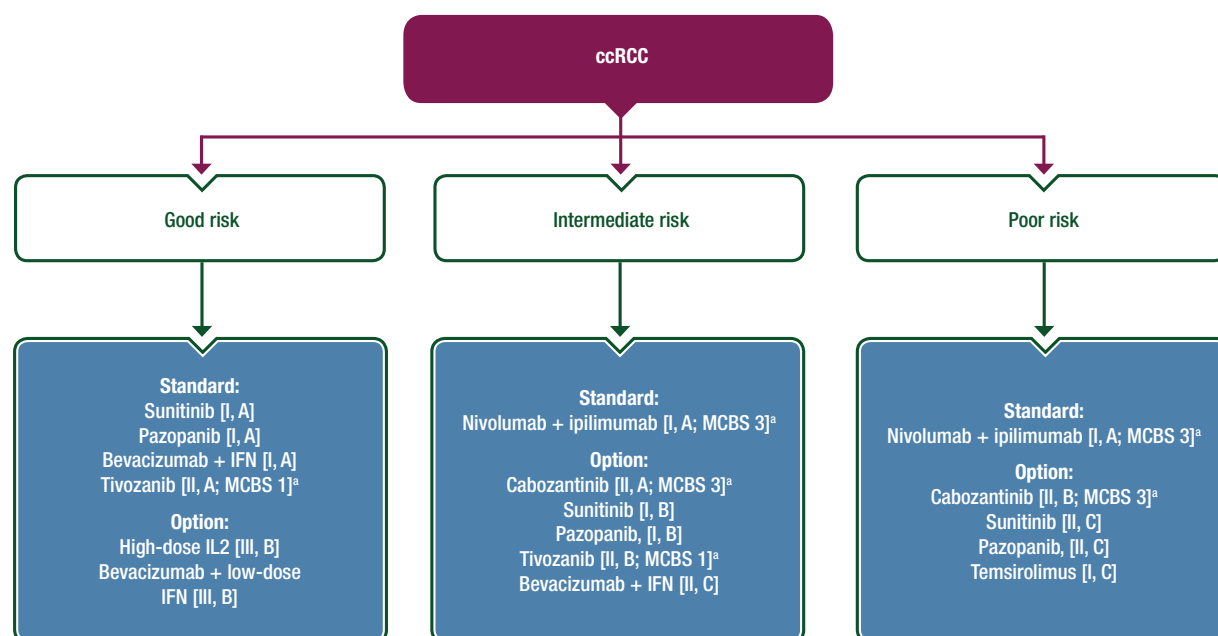 ccRCC
Good risk
Intermediate risk
Poor risk
Standard:
Sunitinib [I, A]
Pazopanib [I, A]
Bevacizumab + IFN [I, A]
Tivozanib [II, A; MCBS 1]ᵃ
Option:
High-dose IL2 [III, B]
Bevacizumab + low-dose
IFN [III, B]
Standard:
Nivolumab + ipilimumab [I, A; MCBS 3]ᵃ
Option:
Cabozantinib [II, A; MCBS 3]ᵃ
Sunitinib [I, B]
Pazopanib, [I, B]
Tivozanib [II, B; MCBS 1]ᵃ
Bevacizumab + IFN [II, C]
Standard:
Nivolumab + ipilimumab [I, A; MCBS 3]ᵃ
Option:
Cabozantinib [II, B; MCBS 3]ᵃ
Sunitinib [II, C]
Pazopanib, [II, C]
Temsirolimus [I, C]